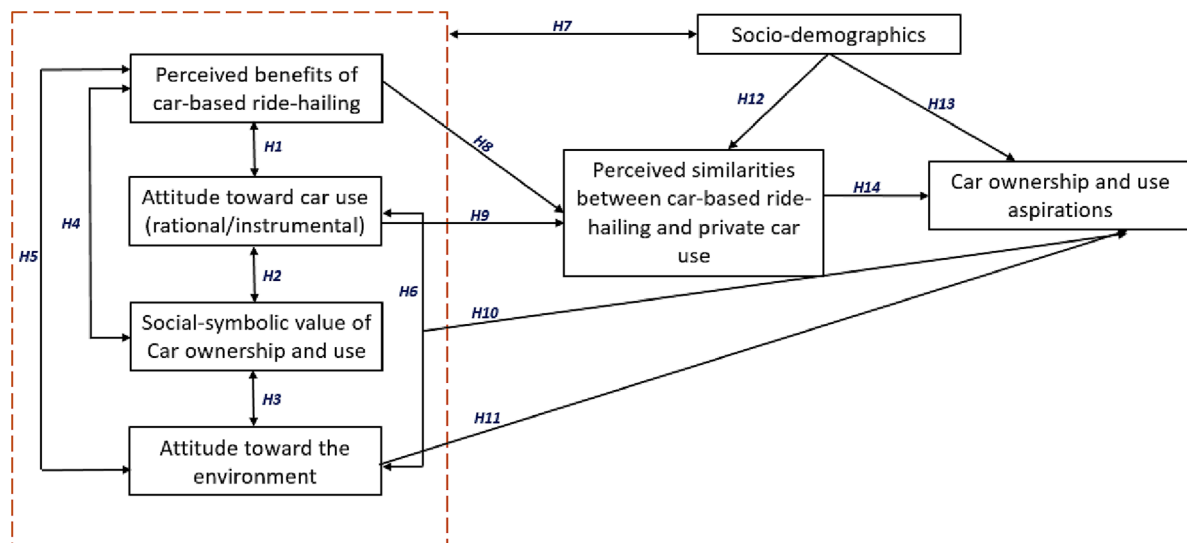 H7
Socio-demographics
Perceived benefits of
car-based ride-hailing
H12
H13
H1
H8
Perceived similarities
between car-based ride-
hailing and private car
use
Car ownership and use
aspirations
H14
Attitude toward car use
(rational/instrumental)
H9
H4
H5
H2
H6
H10
Social-symbolic value of
Car ownership and use
H3
H11
Attitude toward the
environment